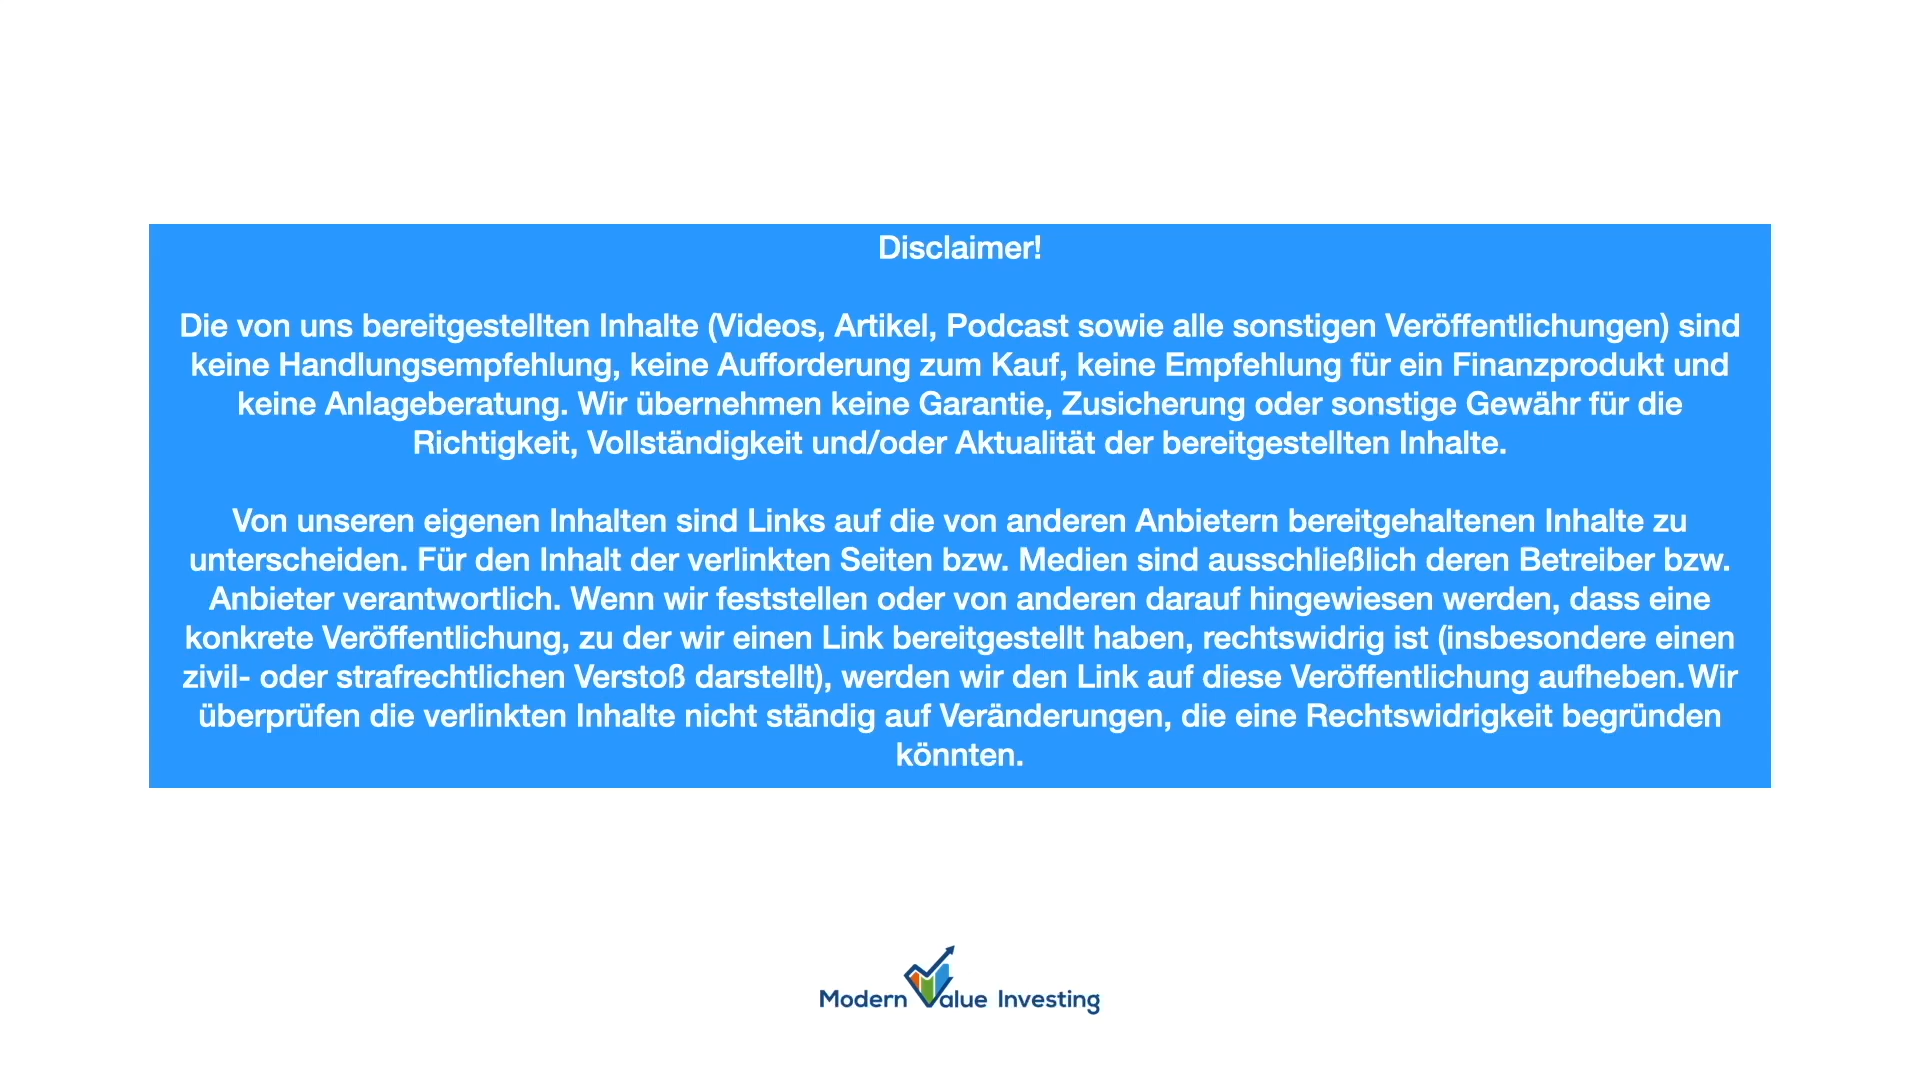 Disclaimer!
Die von uns bereitgestellten Inhalte (Videos, Artikel, Podcast sowie alle sonstigen Veröffentlichungen) sind
keine Handlungsempfehlung, keine Aufforderung zum Kauf, keine Empfehlung für ein Finanzprodukt und
keine Anlageberatung. Wir übernehmen keine Garantie, Zusicherung oder sonstige Gewähr für die
Richtigkeit, Vollständigkeit und/oder Aktualität der bereitgestellten Inhalte.
Von unseren eigenen Inhalten sind Links auf die von anderen Anbietern bereitgehaltenen Inhalte zu
unterscheiden. Für den Inhalt der verlinkten Seiten bzw. Medien sind ausschließlich deren Betreiber bzw.
Anbieter verantwortlich. Wenn wir feststellen oder von anderen darauf hingewiesen werden, dass eine
konkrete Veröffentlichung, zu der wir einen Link bereitgestellt haben, rechtswidrig ist (insbesondere einen
zivil- oder strafrechtlichen Verstoß darstellt), werden wir den Link auf diese Veröffentlichung aufheben. Wir
überprüfen die verlinkten Inhalte nicht ständig auf Veränderungen, die eine Rechtswidrigkeit begründen
könnten.
Modern Value Investing